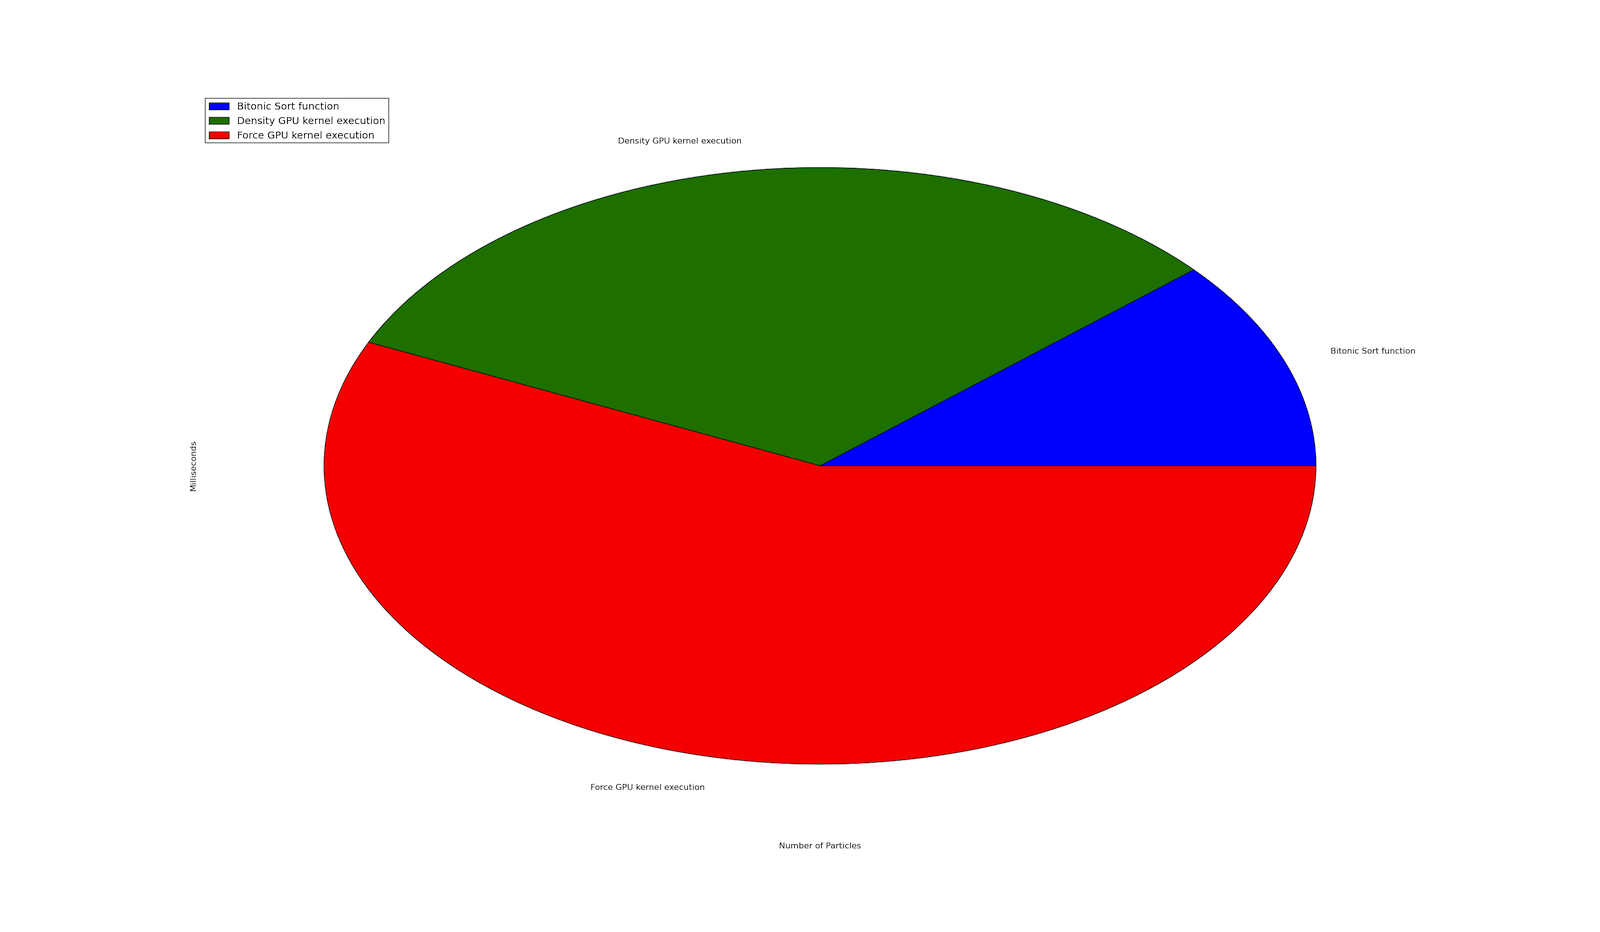 Bitonic Sort function
Density GPU kernel execution
Force GPU kernel execution
Density GPU kernel execution
Bitonic Sort function
Milliseconds
Force GPU kernel execution
Number of Particles